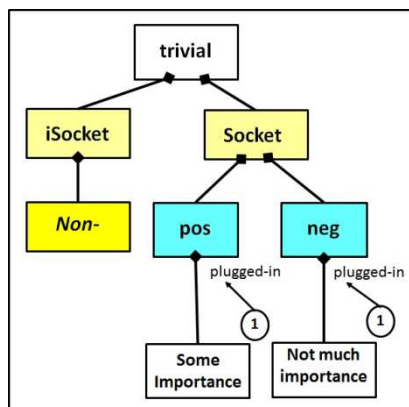 trivial
iSocket
Socket
Non-
pos
neg
plugged-in
plugged-in
1
1
Some
Importance
Not much
importance